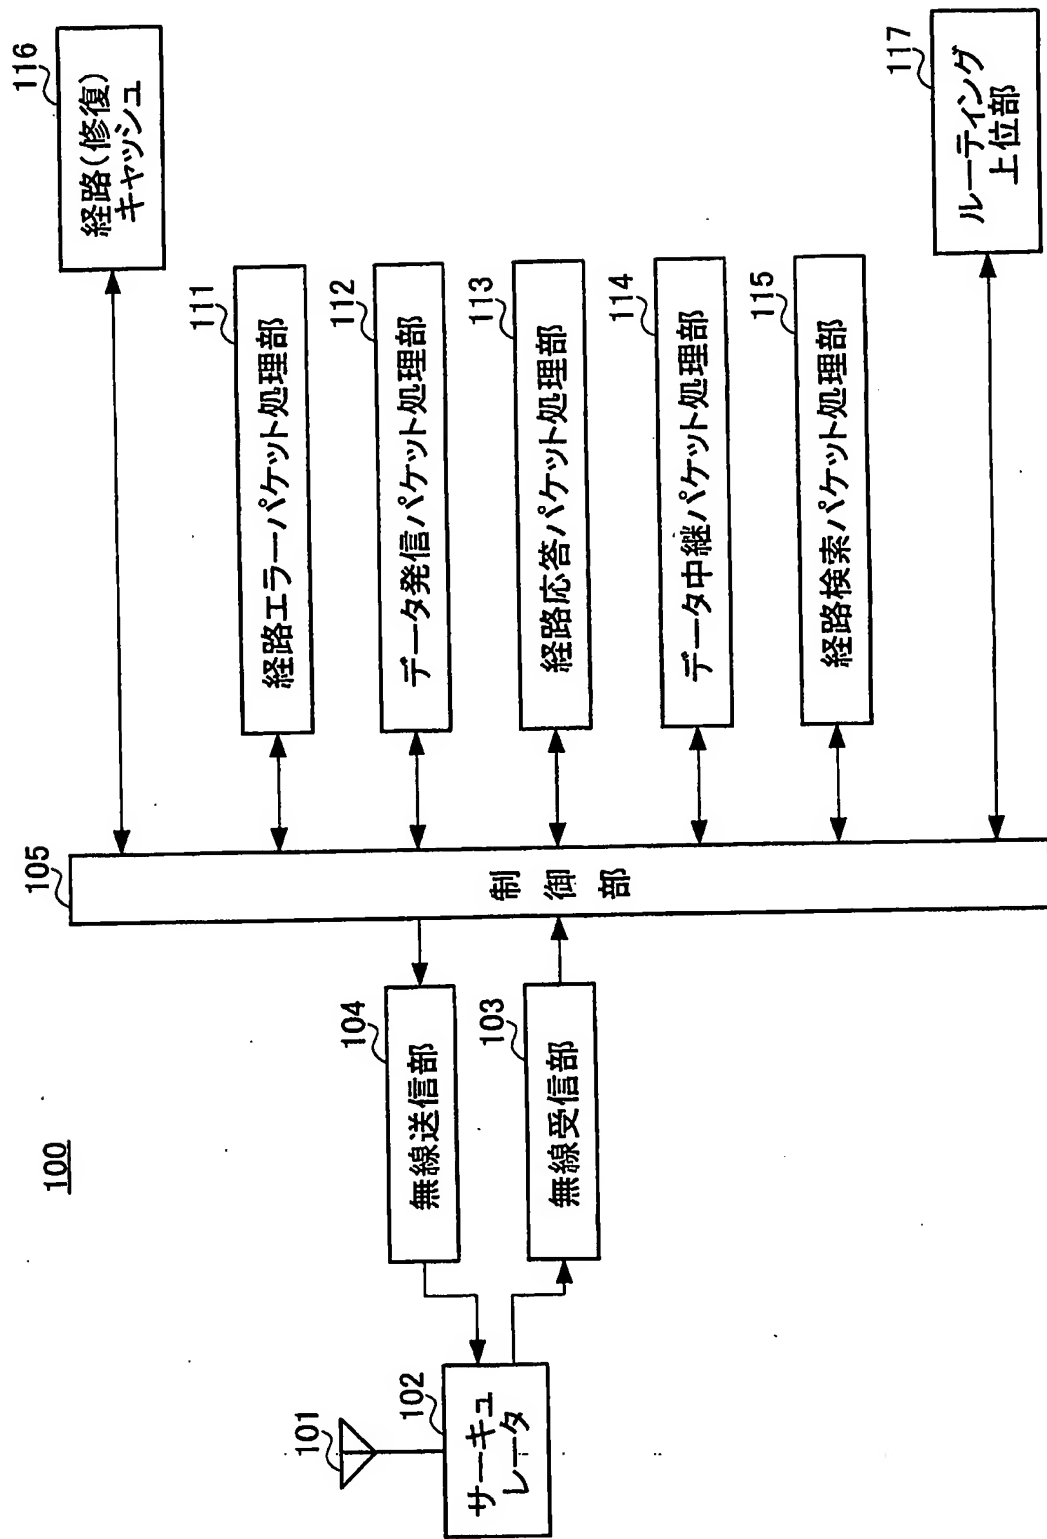 100
101
102
サーキュ
レータ
104
無線送信部
103
無線受信部
105
制御部
116
経路(修復)
キャッシュ
111
経路エラーパケット処理部
112
データ発信パケット処理部
113
経路応答パケット処理部
114
データ中継パケット処理部
115
経路検索パケット処理部
117
ルーティング
上位部